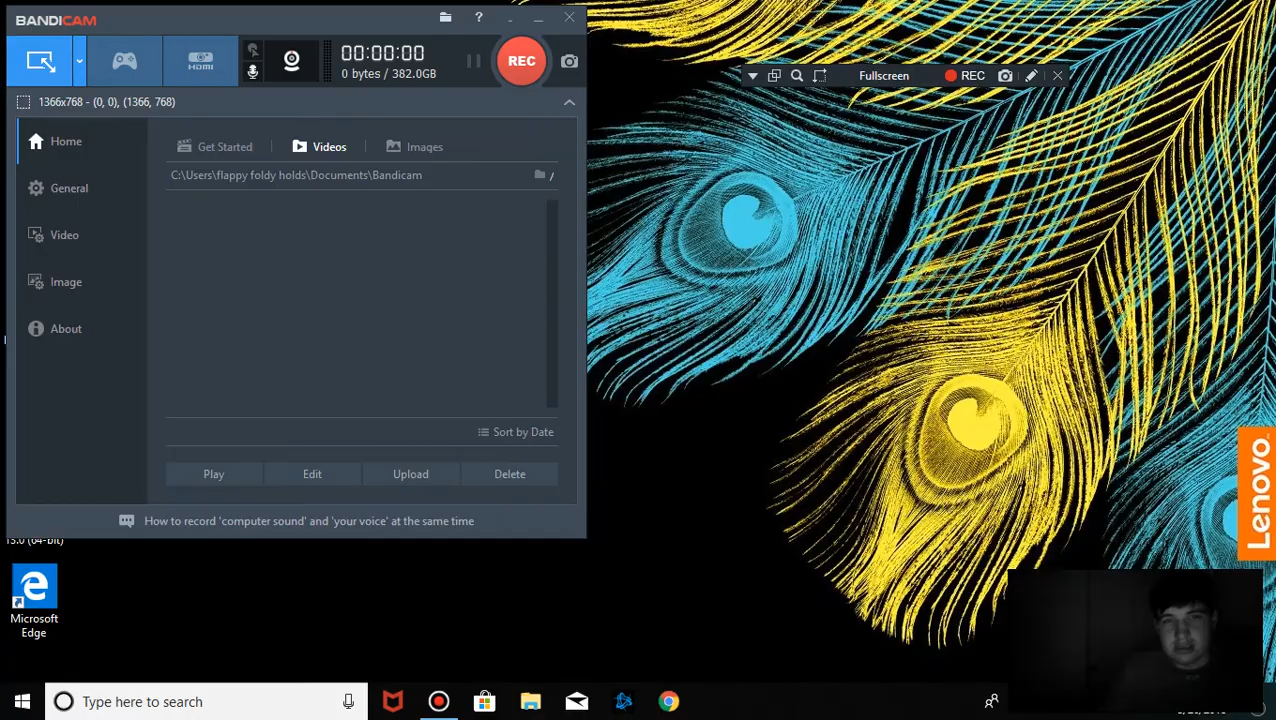 BANDICAM
?
HDMI
00:00:00
0 bytes / 382.0GB
REC
1366x768 - (0, 0), (1366, 768)
Fullscreen
REC
Home
General
Video
Image
About
Get Started
Videos
Images
C:\Users\flappy foldy holds\Documents\Bandicam
/
Sort by Date
Play
Edit
Upload
Delete
How to record 'computer sound' and 'your voice' at the same time
(64-bit)
Microsoft
Edge
Lenovo
Type here to search